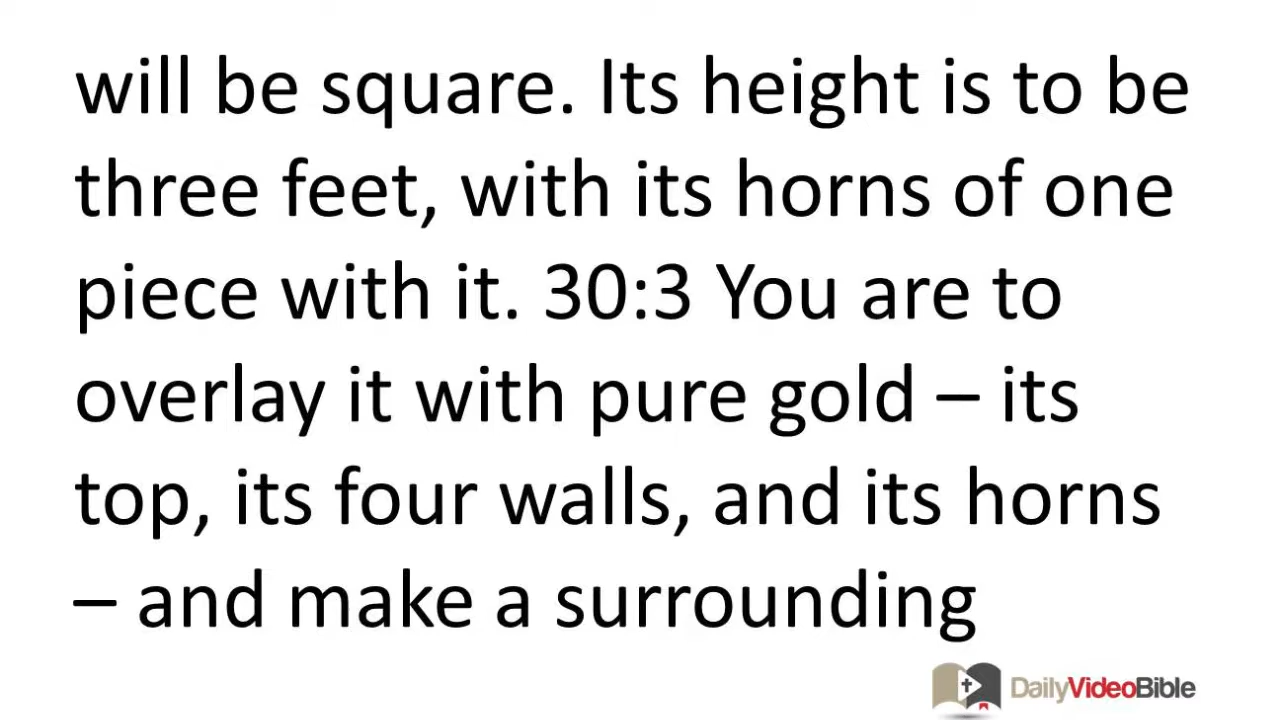 will be square. Its height is to be
three feet, with its horns of one
piece with it. 30:3 You are to
overlay it with pure gold – its
top, its four walls, and its horns
– and make a surrounding
DailyVideoBible